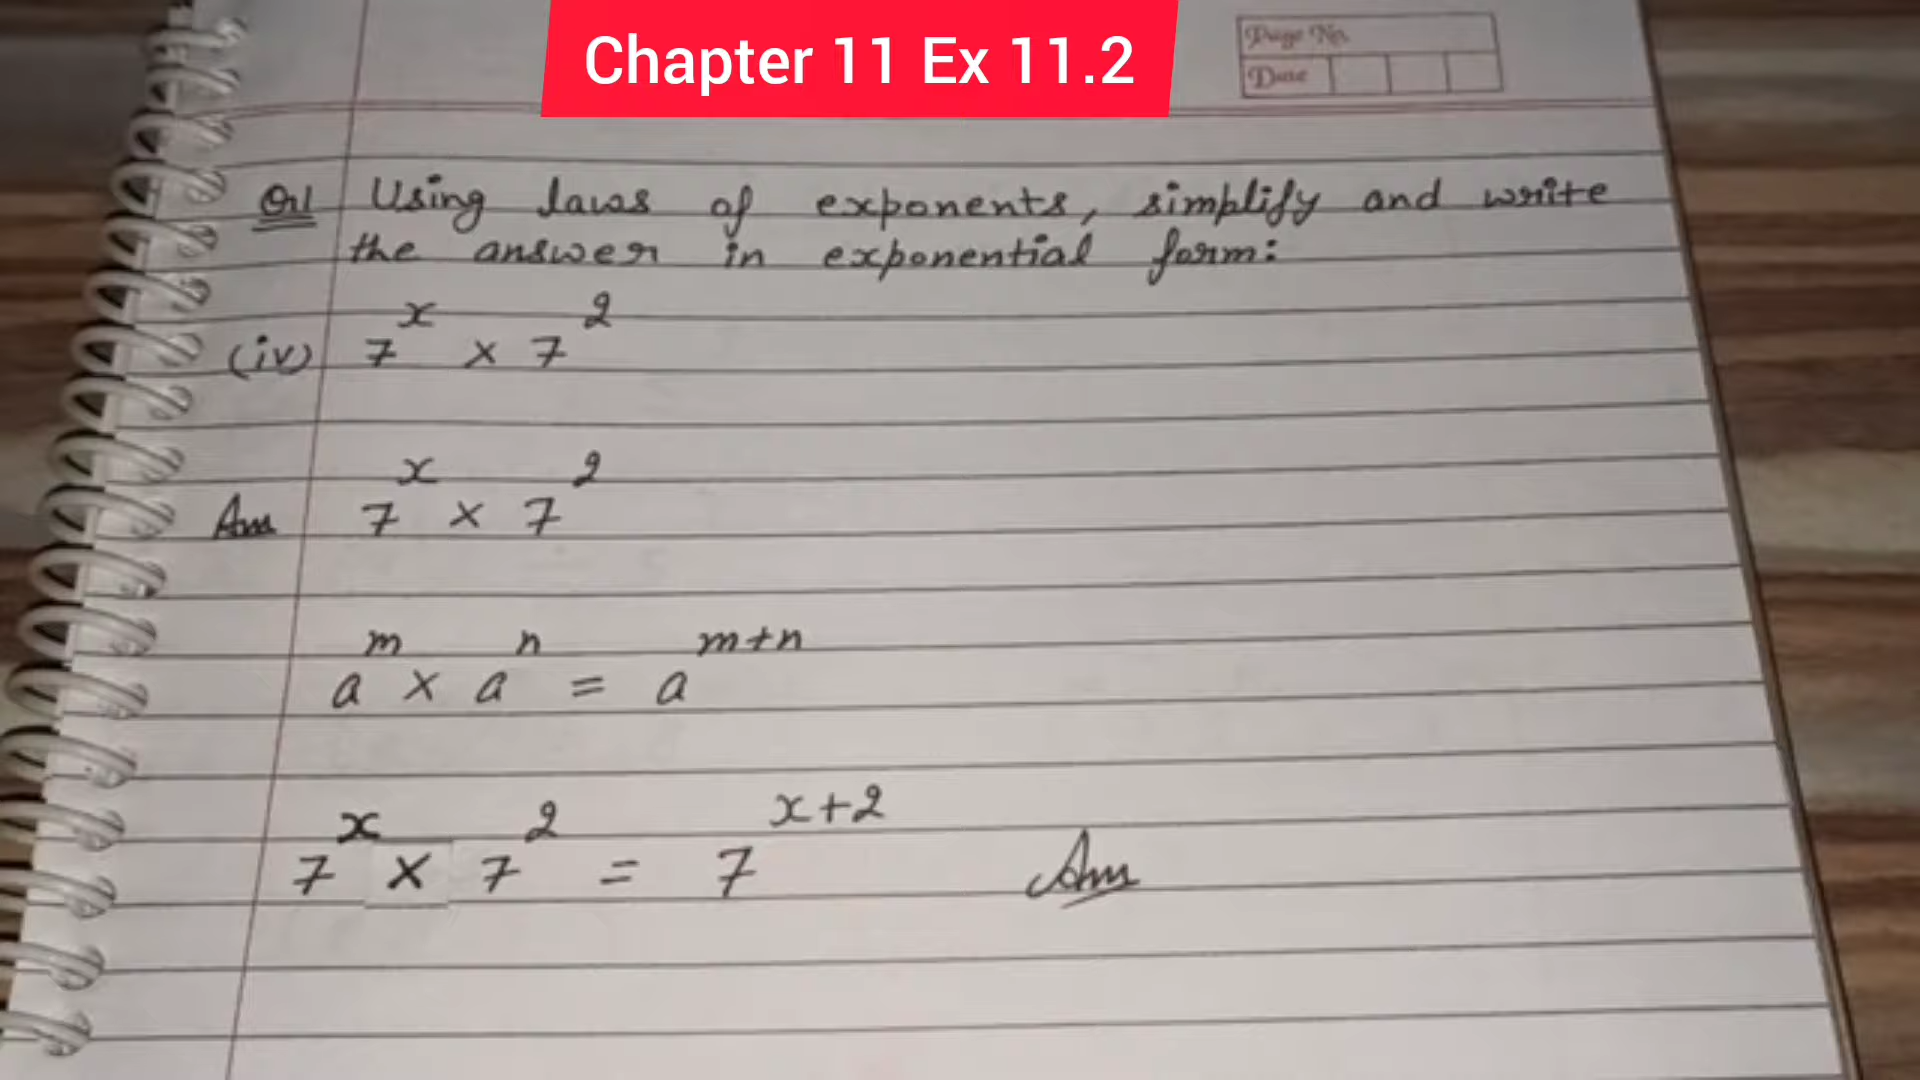 Chapter 11 Ex 11.2
Page No.
Date
Q1 Using laws of exponents, simplify and write
the answer in exponential form:
(iv) 7^x × 7^2
Ans 7^x × 7^2
a^m × a^n = a^m+n
7^x × 7^2 = 7^x+2 Ans